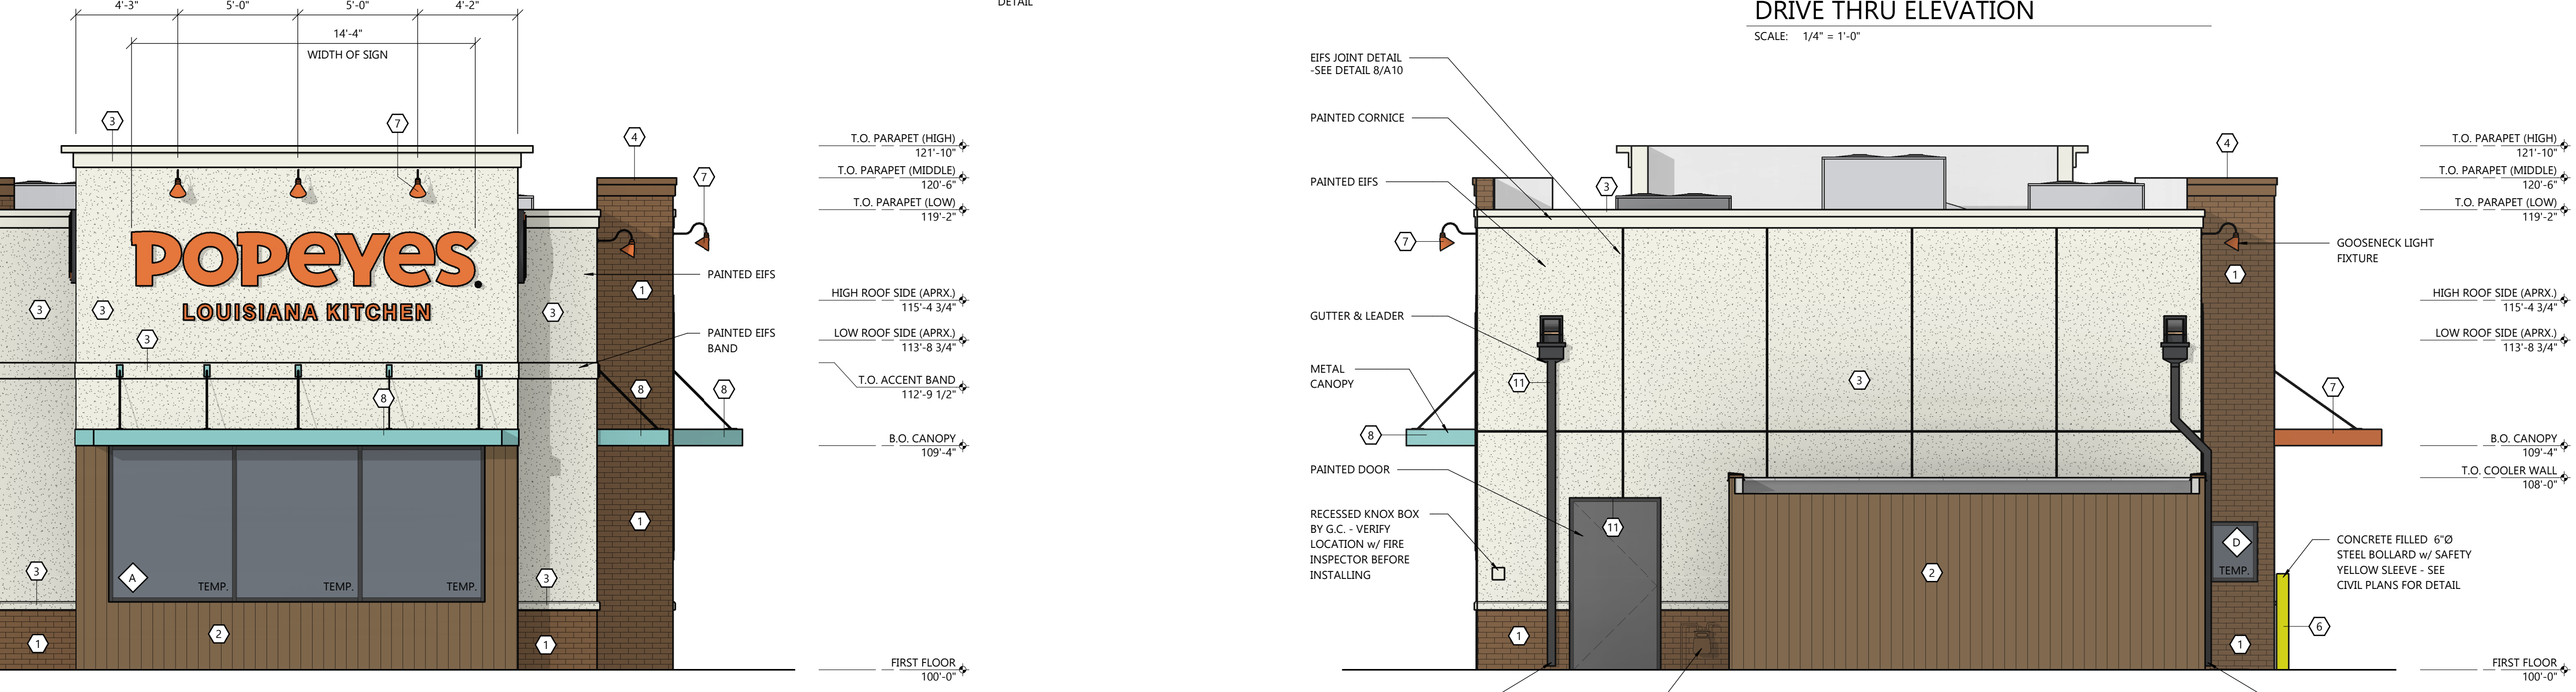 DETAIL
4'-3"
5'-0"
5'-0"
4'-2"
14'-4"
WIDTH OF SIGN
3
7
4
7
POPEYES.
LOUISIANA KITCHEN
3
3
3
3
1
PAINTED EIFS
PAINTED EIFS
BAND
8
8
8
A
TEMP.
TEMP.
TEMP.
1
3
3
2
1
1
T.O. PARAPET (HIGH)
121'-10"
T.O. PARAPET (MIDDLE)
120'-6"
T.O. PARAPET (LOW)
119'-2"
HIGH ROOF SIDE (APRX.)
115'-4 3/4"
LOW ROOF SIDE (APRX.)
113'-8 3/4"
T.O. ACCENT BAND
112'-9 1/2"
B.O. CANOPY
109'-4"
FIRST FLOOR
100'-0"
DRIVE THRU ELEVATION
SCALE: 1/4" = 1'-0"
EIFS JOINT DETAIL
-SEE DETAIL 8/A10
PAINTED CORNICE
PAINTED EIFS
GUTTER & LEADER
METAL
CANOPY
PAINTED DOOR
RECESSED KNOX BOX
BY G.C. - VERIFY
LOCATION w/ FIRE
INSPECTOR BEFORE
INSTALLING
3
4
7
1
11
3
8
7
11
2
D
TEMP.
1
1
6
GOOSENECK LIGHT
FIXTURE
CONCRETE FILLED 6"Ø
STEEL BOLLARD w/ SAFETY
YELLOW SLEEVE - SEE
CIVIL PLANS FOR DETAIL
T.O. PARAPET (HIGH)
121'-10"
T.O. PARAPET (MIDDLE)
120'-6"
T.O. PARAPET (LOW)
119'-2"
HIGH ROOF SIDE (APRX.)
115'-4 3/4"
LOW ROOF SIDE (APRX.)
113'-8 3/4"
B.O. CANOPY
109'-4"
T.O. COOLER WALL
108'-0"
FIRST FLOOR
100'-0"